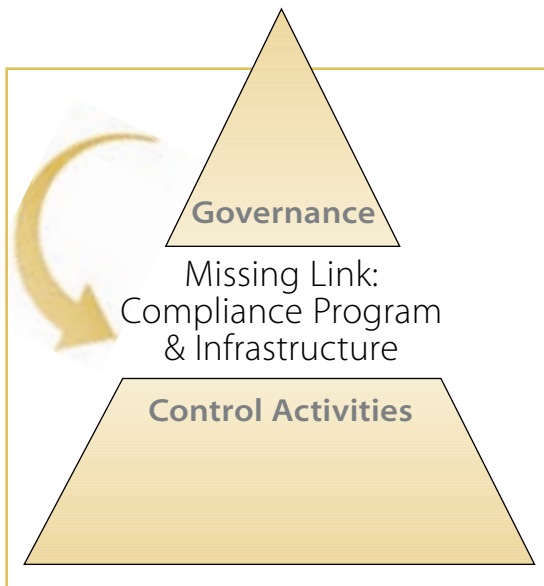 Governance
Missing Link:
Compliance Program
& Infrastructure
Control Activities